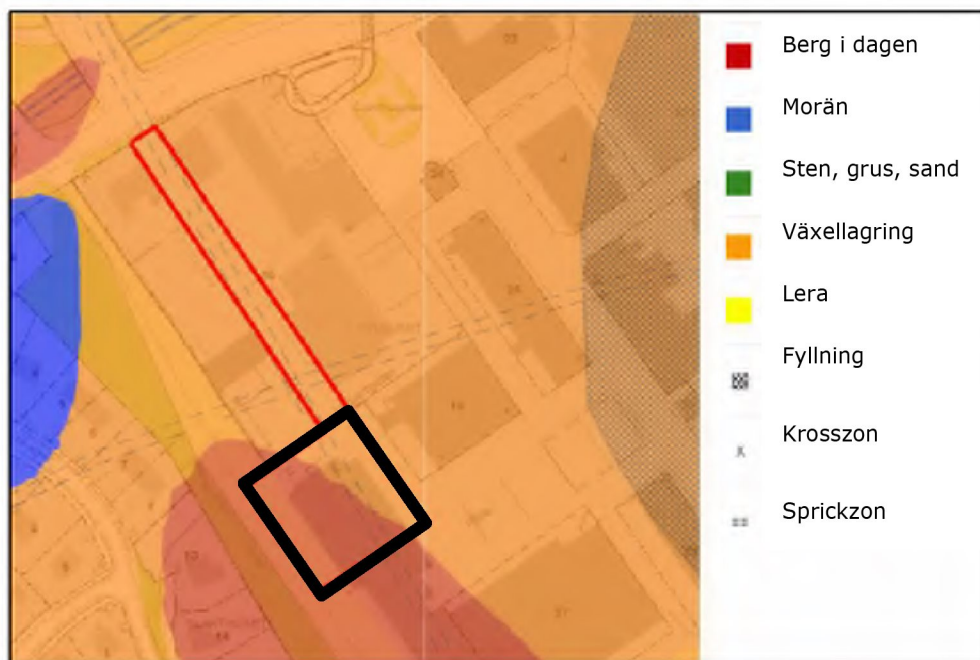 Berg i dagen
Morän
Sten, grus, sand
Växellagring
Lera
Fyllning
Krosszon
Sprickzon